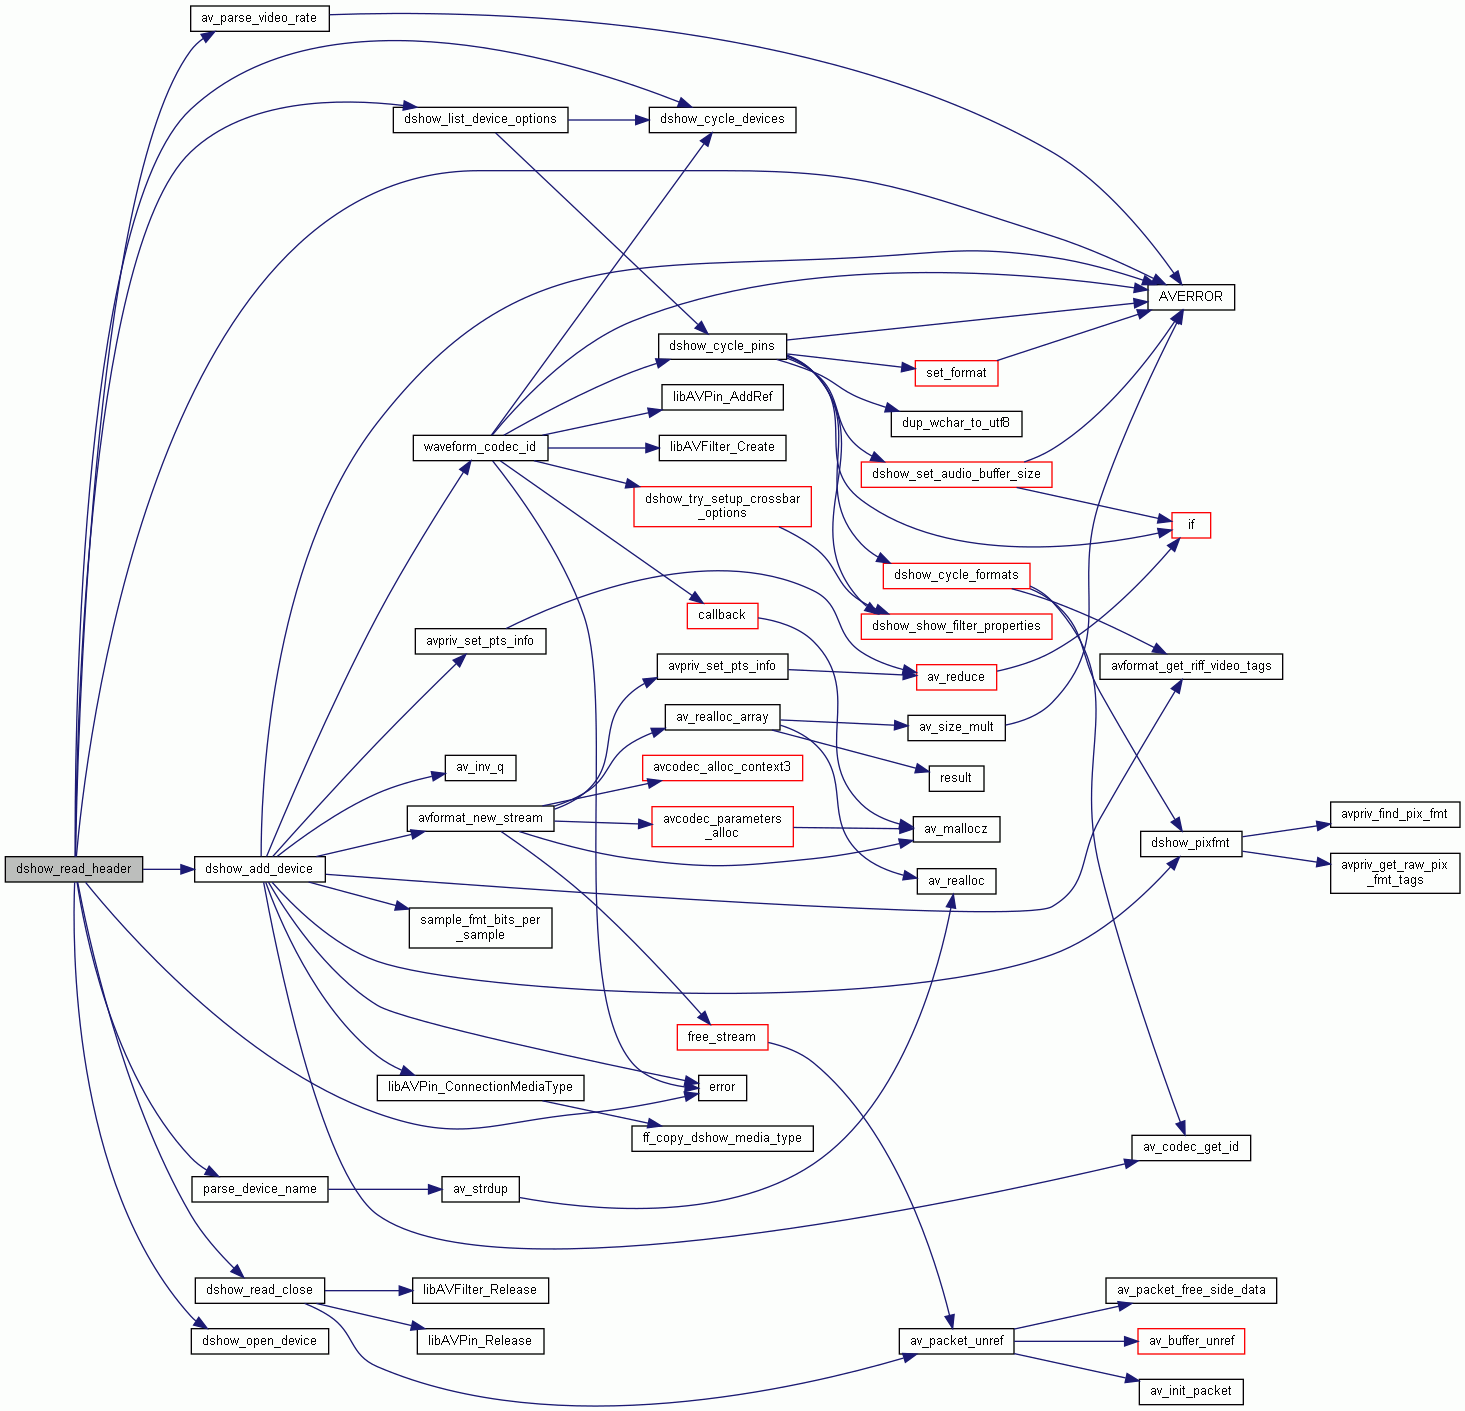 av_parse_video_rate
dshow_list_device_options
dshow_cycle_devices
AVERROR
dshow_cycle_pins
set_format
libAVPin_AddRef
dup_wchar_to_utf8
waveform_codec_id
libAVFilter_Create
dshow_set_audio_buffer_size
dshow_try_setup_crossbar
_options
if
dshow_cycle_formats
callback
dshow_show_filter_properties
avpriv_set_pts_info
avpriv_set_pts_info
av_reduce
avformat_get_riff_video_tags
av_realloc_array
av_size_mult
av_inv_q
avcodec_alloc_context3
result
avformat_new_stream
avcodec_parameters
_alloc
av_mallocz
avpriv_find_pix_fmt
dshow_pixfmt
dshow_read_header
dshow_add_device
av_realloc
avpriv_get_raw_pix
_fmt_tags
sample_fmt_bits_per
_sample
free_stream
libAVPin_ConnectionMediaType
error
ff_copy_dshow_media_type
av_codec_get_id
parse_device_name
av_strdup
dshow_read_close
libAVFilter_Release
av_packet_free_side_data
dshow_open_device
libAVPin_Release
av_packet_unref
av_buffer_unref
av_init_packet